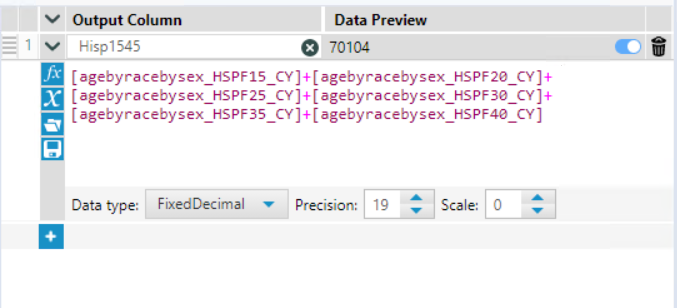 Output Column Data Preview
1 Hisp1545 70104
fx [agebyracebysex_HSPF15_CY]+[agebyracebysex_HSPF20_CY]+
X [agebyracebysex_HSPF25_CY]+[agebyracebysex_HSPF30_CY]+
[agebyracebysex_HSPF35_CY]+[agebyracebysex_HSPF40_CY]
Data type: FixedDecimal Precision: 19 Scale: 0